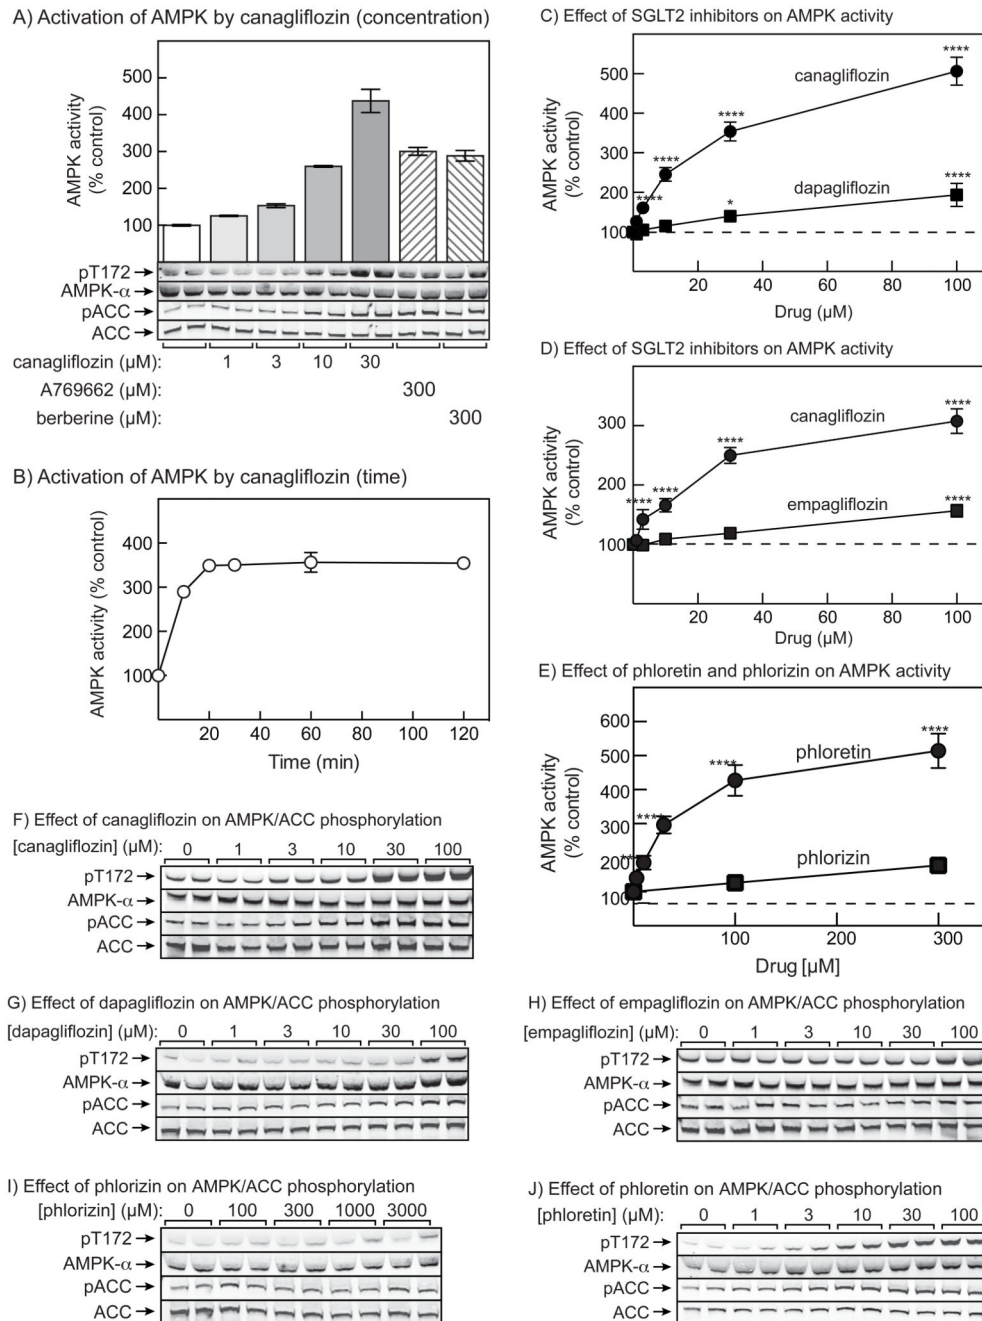 A) Activation of AMPK by canagliflozin (concentration)
AMPK activity
(% control)
500
400
300
200
100
pT172
AMPK-α
pACC
ACC
canagliflozin (µM): 1 3 10 30
A769662 (µM): 300
berberine (µM): 300
B) Activation of AMPK by canagliflozin (time)
AMPK activity (% control)
400
300
200
100
20 40 60 80 100 120
Time (min)
C) Effect of SGLT2 inhibitors on AMPK activity
AMPK activity
(% control)
500
400
300
200
100
canagliflozin
dapagliflozin
****
****
****
****
****
*
20 40 60 80 100
Drug (µM)
D) Effect of SGLT2 inhibitors on AMPK activity
AMPK activity
(% control)
300
200
100
canagliflozin
empagliflozin
****
****
****
****
****
20 40 60 80 100
Drug (µM)
E) Effect of phloretin and phlorizin on AMPK activity
AMPK activity
(% control)
600
500
400
300
200
100
phloretin
phlorizin
****
****
100 200 300
Drug [µM]
F) Effect of canagliflozin on AMPK/ACC phosphorylation
[canagliflozin] (µM): 0 1 3 10 30 100
pT172
AMPK-α
pACC
ACC
G) Effect of dapagliflozin on AMPK/ACC phosphorylation
[dapagliflozin] (µM): 0 1 3 10 30 100
pT172
AMPK-α
pACC
ACC
H) Effect of empagliflozin on AMPK/ACC phosphorylation
[empagliflozin] (µM): 0 1 3 10 30 100
pT172
AMPK-α
pACC
ACC
I) Effect of phlorizin on AMPK/ACC phosphorylation
[phlorizin] (µM): 0 100 300 1000 3000
pT172
AMPK-α
pACC
ACC
J) Effect of phloretin on AMPK/ACC phosphorylation
[phloretin] (µM): 0 1 3 10 30 100
pT172
AMPK-α
pACC
ACC